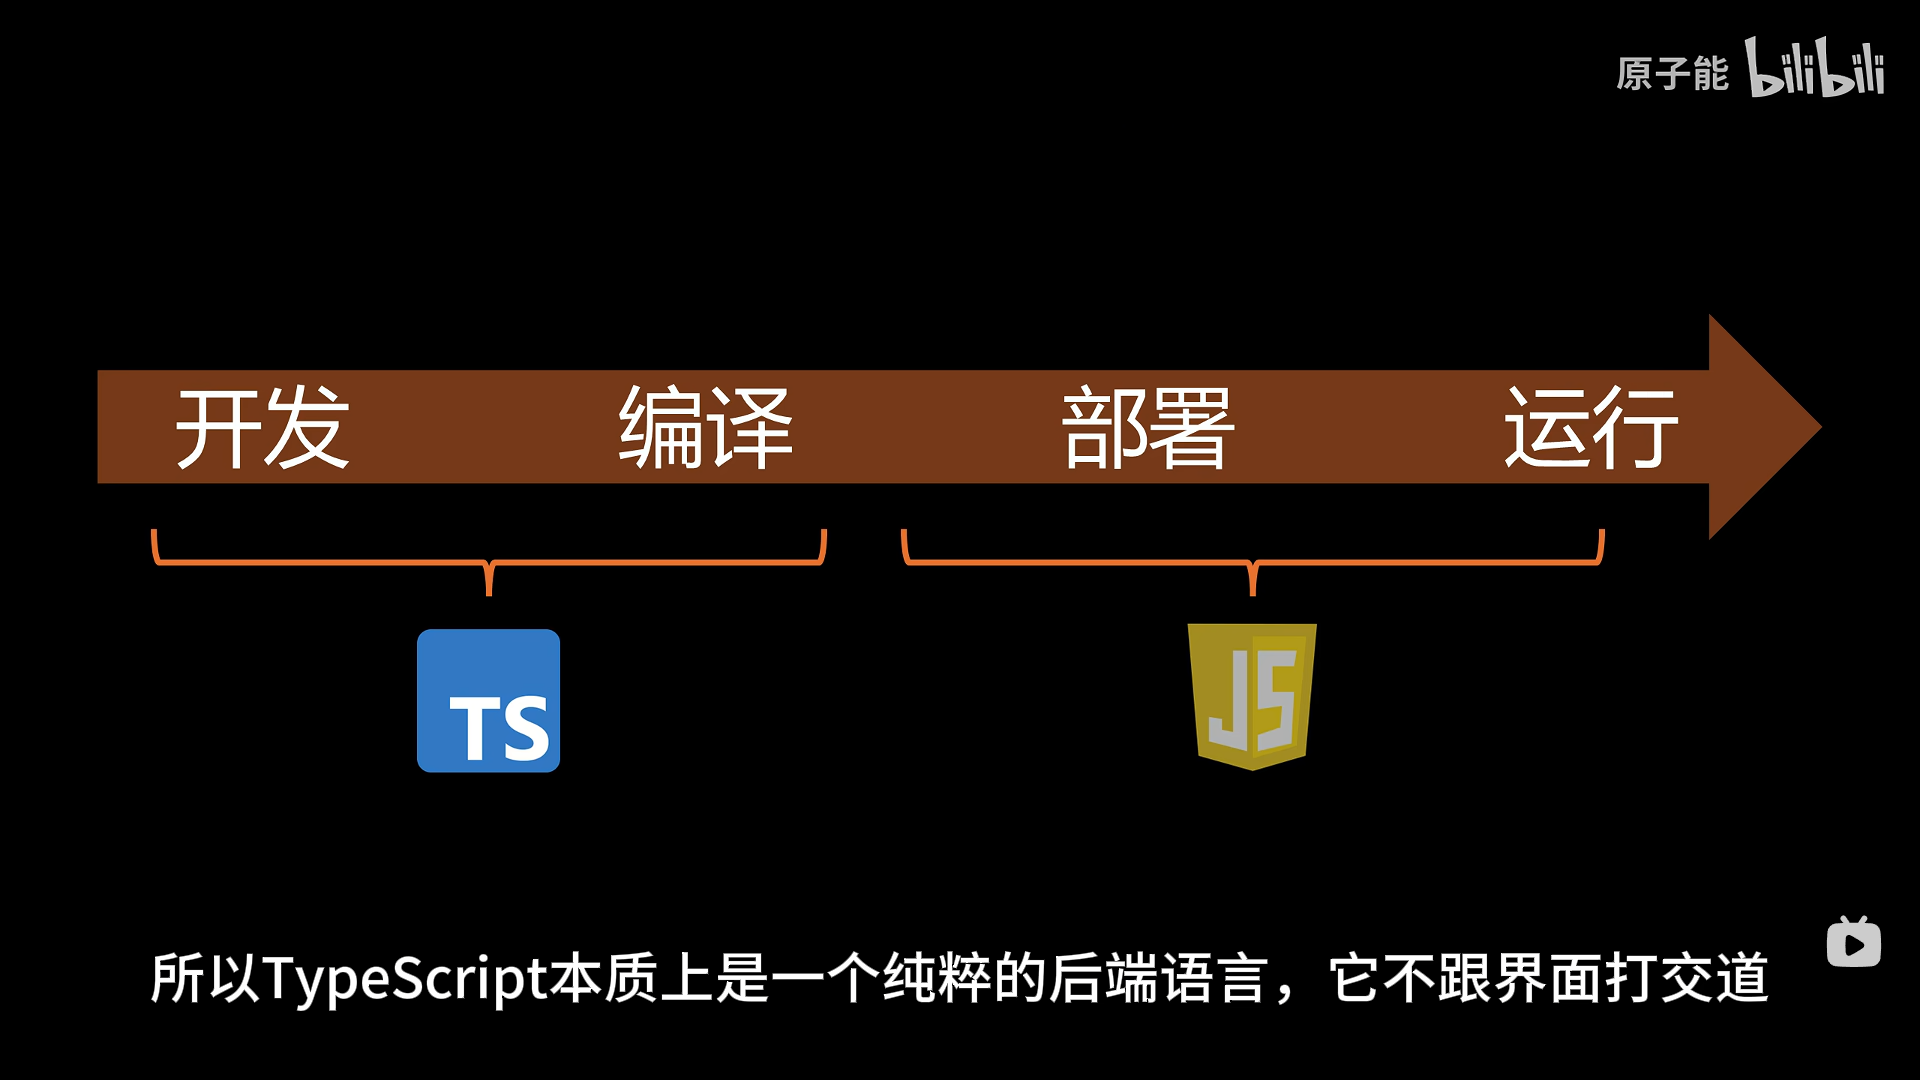 原子能 bilibili
开发 编译 部署 运行
TS JS
所以TypeScript本质上是一个纯粹的后端语言，它不跟界面打交道